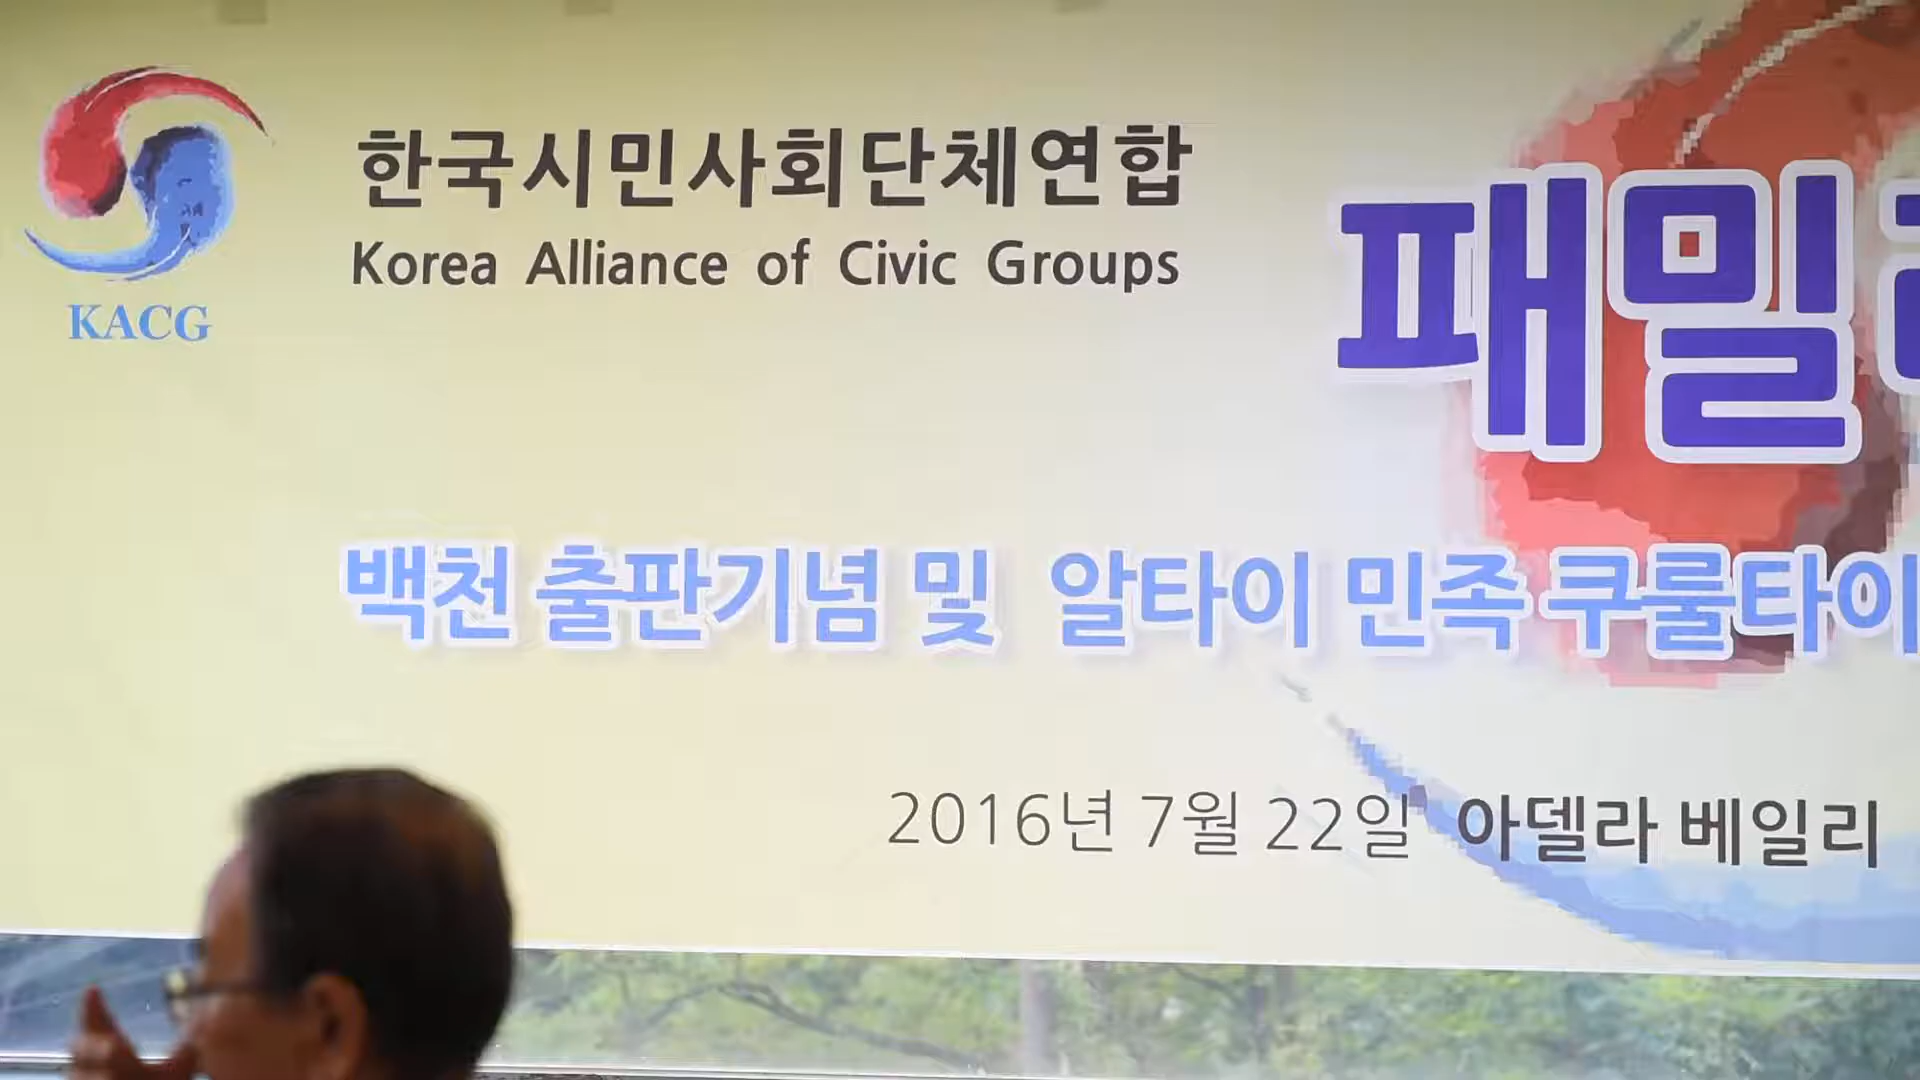 한국시민사회단체연합
Korea Alliance of Civic Groups
KACG
패밀
백천 출판기념 및 알타이 민족 쿠룰타이
2016년 7월 22일 아델라 베일리